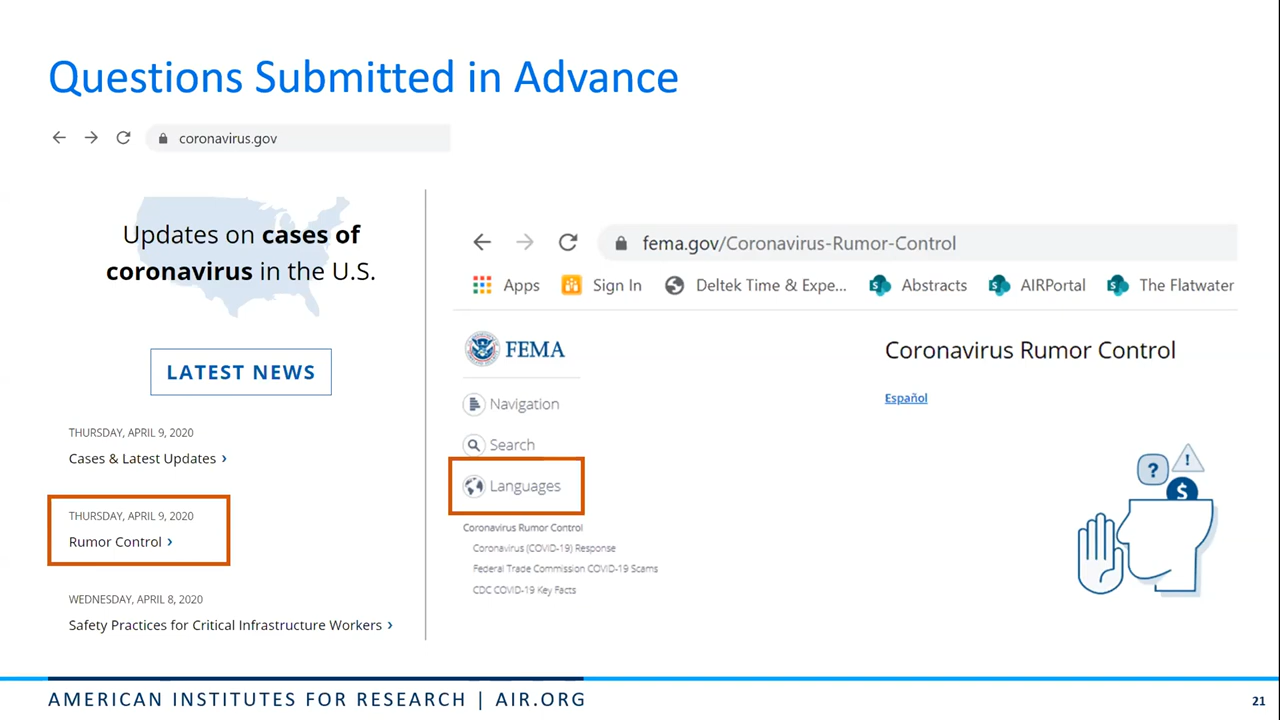 Questions Submitted in Advance
coronavirus.gov
Updates on cases of
coronavirus in the U.S.
LATEST NEWS
THURSDAY, APRIL 9, 2020
Cases & Latest Updates ›
THURSDAY, APRIL 9, 2020
Rumor Control ›
WEDNESDAY, APRIL 8, 2020
Safety Practices for Critical Infrastructure Workers ›
fema.gov/Coronavirus-Rumor-Control
Apps Sign In Deltek Time & Expe... Abstracts AIRPortal The Flatwater
FEMA
Coronavirus Rumor Control
Español
Navigation
Search
Languages
Coronavirus Rumor Control
Coronavirus (COVID-19) Response
Federal Trade Commission COVID-19 Scams
CDC COVID-19 Key Facts
? !
$
AMERICAN INSTITUTES FOR RESEARCH | AIR.ORG
21